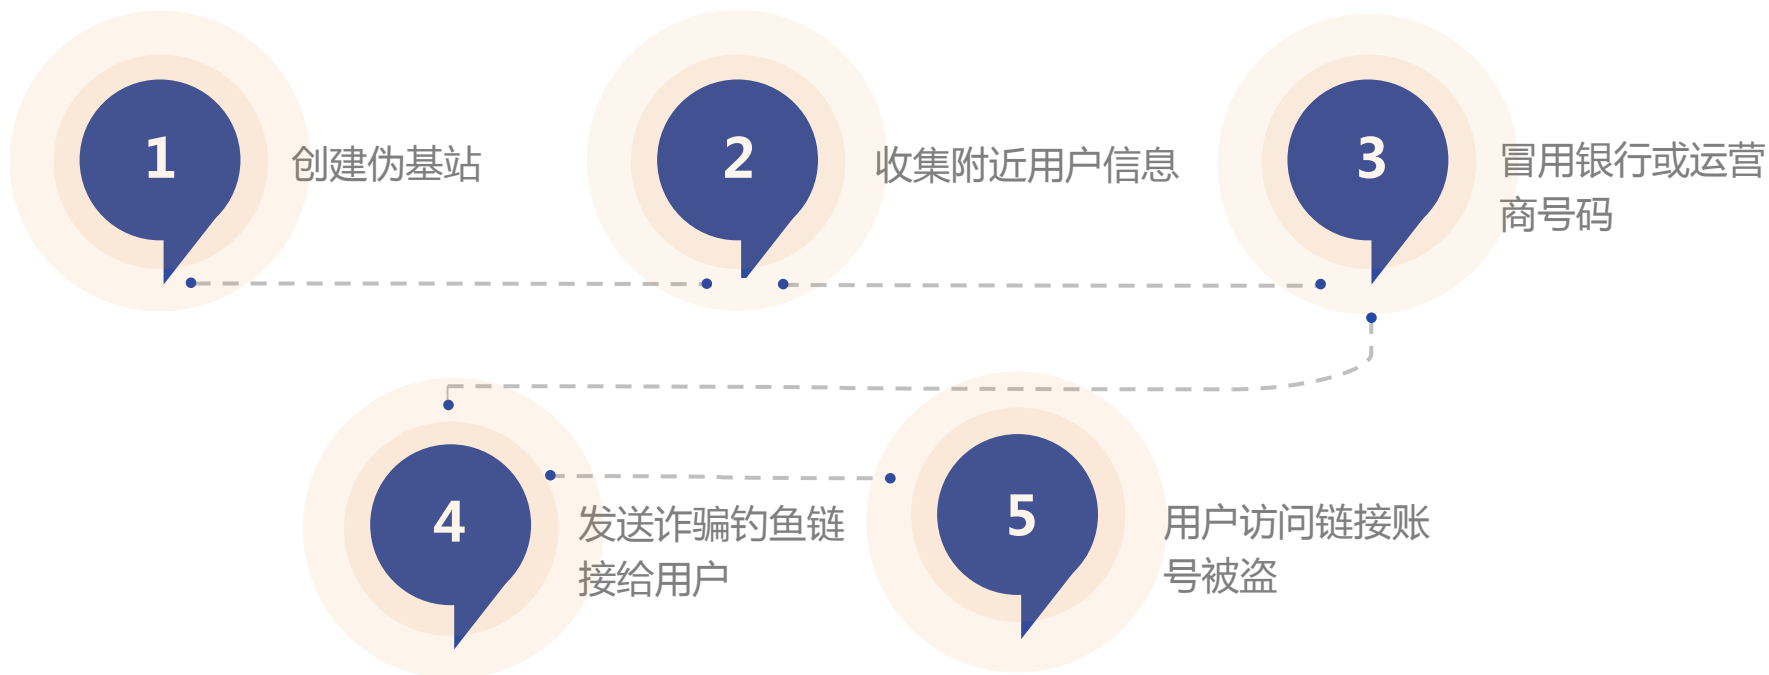 1
创建伪基站
2
收集附近用户信息
3
冒用银行或运营
商号码
4
发送诈骗钓鱼链
接给用户
5
用户访问链接账
号被盗